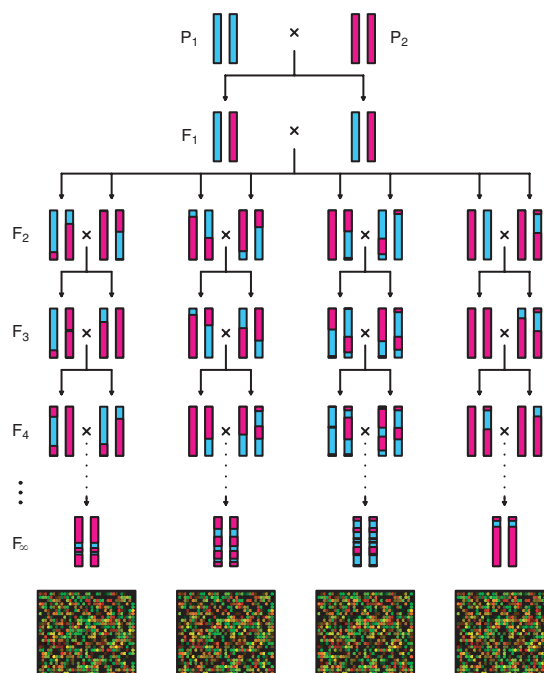 P₁ × P₂
F₁ ×
F₂ × × × ×
F₃ × × × ×
F₄ × × × ×
F∞